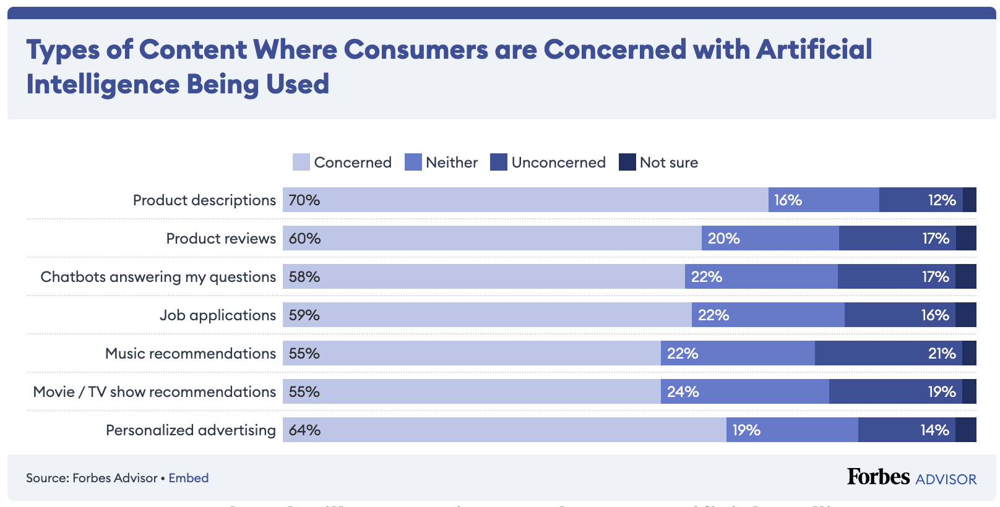 Types of Content Where Consumers are Concerned with Artificial
Intelligence Being Used
Concerned Neither Unconcerned Not sure
Product descriptions 70% 16% 12%
Product reviews 60% 20% 17%
Chatbots answering my questions 58% 22% 17%
Job applications 59% 22% 16%
Music recommendations 55% 22% 21%
Movie / TV show recommendations 55% 24% 19%
Personalized advertising 64% 19% 14%
Source: Forbes Advisor • Embed
Forbes ADVISOR